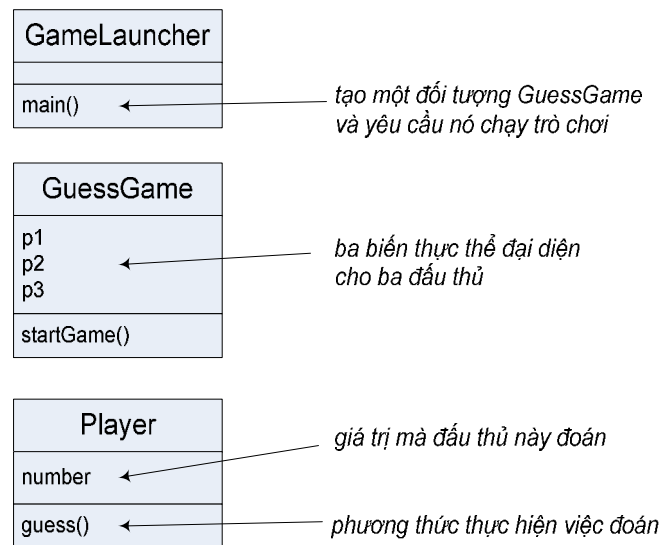 GameLauncher
main()
tạo một đối tượng GuessGame
và yêu cầu nó chạy trò chơi
GuessGame
p1
p2
p3
ba biến thực thể đại diện
cho ba đấu thủ
startGame()
Player
number
giá trị mà đấu thủ này đoán
guess()
phương thức thực hiện việc đoán